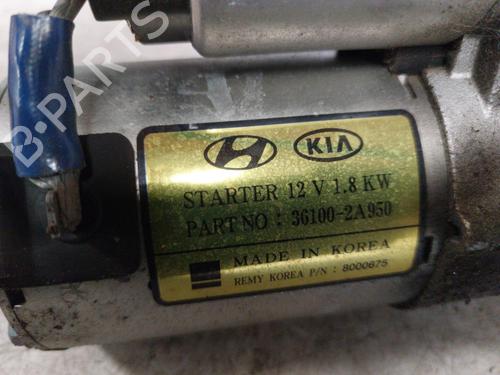 B-PARTS
KIA
STARTER 12 V 1.8 KW
PART NO : 36100-2A950
MADE IN KOREA
REMY KOREA P/N : 8000675